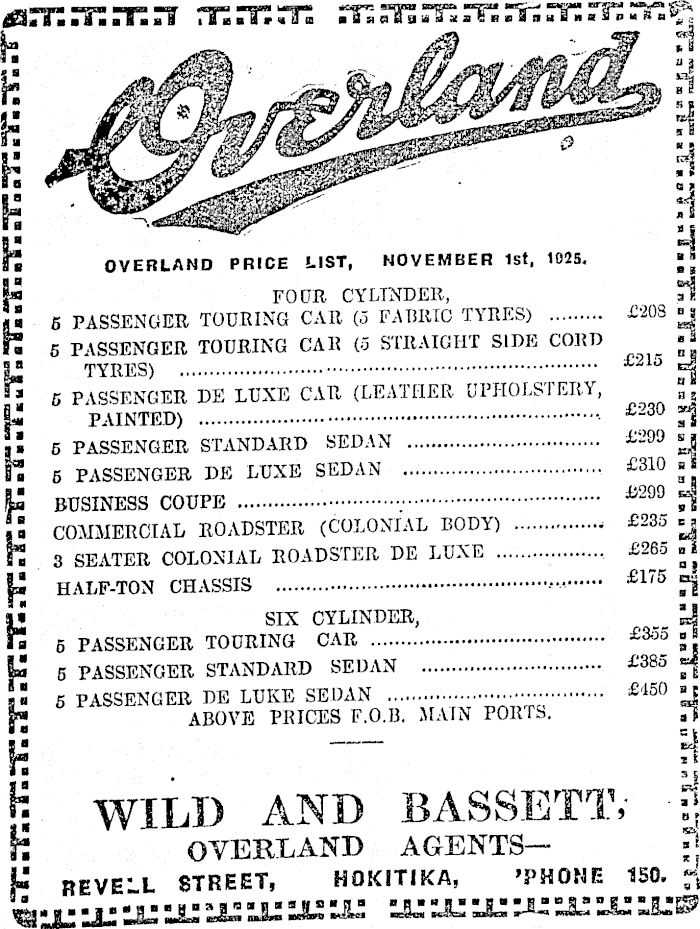 Overland
OVERLAND PRICE LIST, NOVEMBER 1st, 1925.
FOUR CYLINDER,
5 PASSENGER TOURING CAR (5 FABRIC TYRES) ......... £208
5 PASSENGER TOURING CAR (5 STRAIGHT SIDE CORD
TYRES) ................................................ £215
5 PASSENGER DE LUXE CAR (LEATHER UPHOLSTERY,
PAINTED) ............................................... £230
5 PASSENGER STANDARD SEDAN ............................ £299
5 PASSENGER DE LUXE SEDAN ............................. £310
BUSINESS COUPE ........................................ £299
COMMERCIAL ROADSTER (COLONIAL BODY) ............. £235
3 SEATER COLONIAL ROADSTER DE LUXE ................ £265
HALF-TON CHASSIS ...................................... £175
SIX CYLINDER,
5 PASSENGER TOURING CAR ............................... £355
5 PASSENGER STANDARD SEDAN ........................... £385
5 PASSENGER DE LUKE SEDAN ............................. £450
ABOVE PRICES F.O.B. MAIN PORTS.
WILD AND BASSETT,
OVERLAND AGENTS—
REVELL STREET, HOKITIKA, 'PHONE 150.